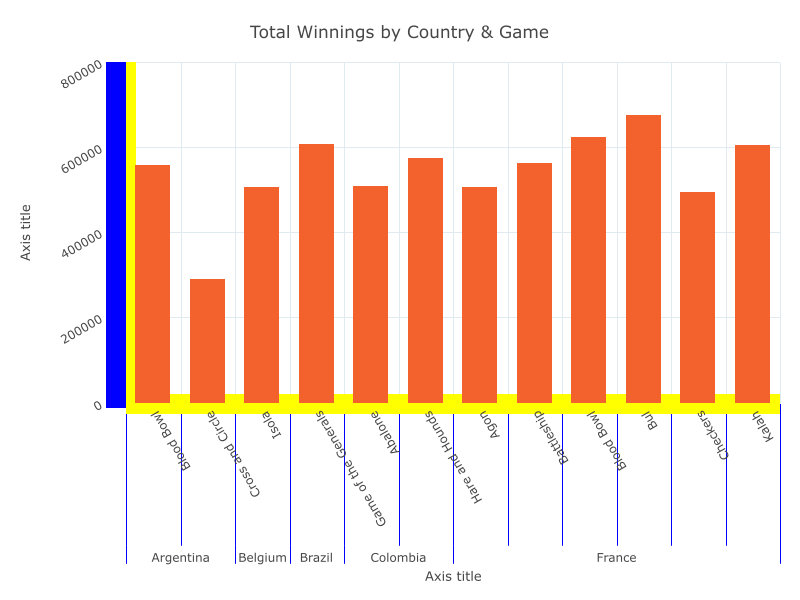 Total Winnings by Country & Game
Axis title
800000
600000
400000
200000
0
Blood Bowl
Cross and Circle
Isola
Game of the Generals
Abalone
Hare and Hounds
Agon
Battleship
Blood Bowl
Bul
Checkers
Kalah
Argentina
Belgium
Brazil
Colombia
France
Axis title